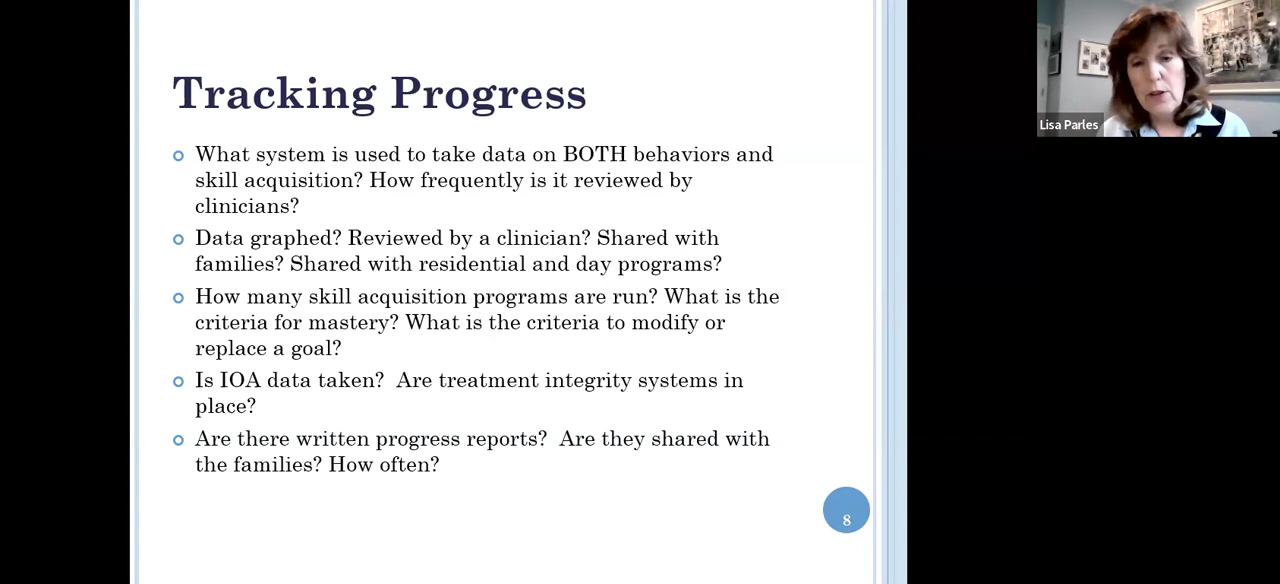 Tracking Progress
What system is used to take data on BOTH behaviors and
skill acquisition? How frequently is it reviewed by
clinicians?
Data graphed? Reviewed by a clinician? Shared with
families? Shared with residential and day programs?
How many skill acquisition programs are run? What is the
criteria for mastery? What is the criteria to modify or
replace a goal?
Is IOA data taken?  Are treatment integrity systems in
place?
Are there written progress reports?  Are they shared with
the families? How often?
8
Lisa Parles